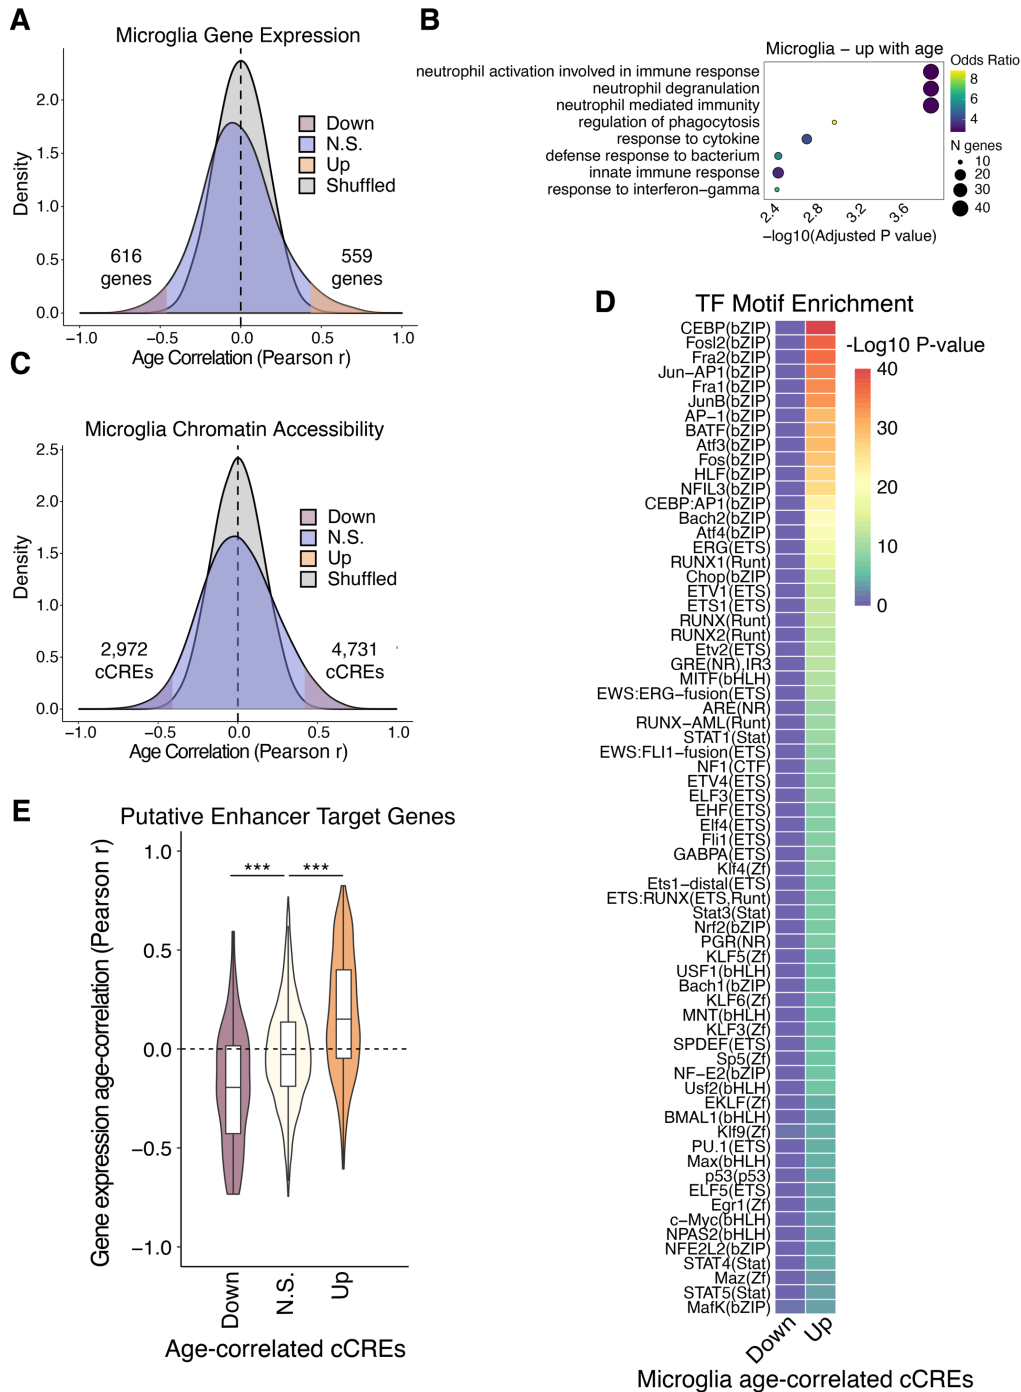 A
Microglia Gene Expression
Density
2.0
1.5
1.0
0.5
0.0
Down
N.S.
Up
Shuffled
616
genes
559
genes
−1.0
−0.5
0.0
0.5
1.0
Age Correlation (Pearson r)
B
Microglia − up with age
neutrophil activation involved in immune response
neutrophil degranulation
neutrophil mediated immunity
regulation of phagocytosis
response to cytokine
defense response to bacterium
innate immune response
response to interferon-gamma
2.4
2.8
3.2
3.6
−log10(Adjusted P value)
Odds Ratio
8
6
4
N genes
10
20
30
40
C
Microglia Chromatin Accessibility
Density
2.5
2.0
1.5
1.0
0.5
0.0
Down
N.S.
Up
Shuffled
2,972
cCREs
4,731
cCREs
−1.0
−0.5
0.0
0.5
1.0
Age Correlation (Pearson r)
D
TF Motif Enrichment
CEBP(bZIP)
Fosl2(bZIP)
Fra2(bZIP)
Jun−AP1(bZIP)
Fra1(bZIP)
JunB(bZIP)
AP−1(bZIP)
BATF(bZIP)
Atf3(bZIP)
Fos(bZIP)
HLF(bZIP)
NFIL3(bZIP)
CEBP:AP1(bZIP)
Bach2(bZIP)
Atf4(bZIP)
ERG(ETS)
RUNX1(Runt)
Chop(bZIP)
ETV1(ETS)
ETS1(ETS)
RUNX(Runt)
RUNX2(Runt)
Etv2(ETS)
GRE(NR),IR3
MITF(bHLH)
EWS:ERG−fusion(ETS)
ARE(NR)
RUNX−AML(Runt)
STAT1(Stat)
EWS:FLI1−fusion(ETS)
NF1(CTF)
ETV4(ETS)
ELF3(ETS)
EHF(ETS)
Elf4(ETS)
Fli1(ETS)
GABPA(ETS)
Klf4(Zf)
Ets1−distal(ETS)
ETS:RUNX(ETS,Runt)
Stat3(Stat)
Nrf2(bZIP)
PGR(NR)
KLF5(Zf)
USF1(bHLH)
Bach1(bZIP)
KLF6(Zf)
MNT(bHLH)
KLF3(Zf)
SPDEF(ETS)
Sp5(Zf)
NF−E2(bZIP)
Usf2(bHLH)
EKLF(Zf)
BMAL1(bHLH)
Klf9(Zf)
PU.1(ETS)
Max(bHLH)
p53(p53)
ELF5(ETS)
Egr1(Zf)
c−Myc(bHLH)
NPAS2(bHLH)
NFE2L2(bZIP)
STAT4(Stat)
Maz(Zf)
STAT5(Stat)
MafK(bZIP)
Down
Up
Microglia age-correlated cCREs
-Log10 P-value
40
30
20
10
0
E
Putative Enhancer Target Genes
Gene expression age-correlation (Pearson r)
1.0
0.5
0.0
−0.5
−1.0
***
***
Down
N.S.
Up
Age-correlated cCREs